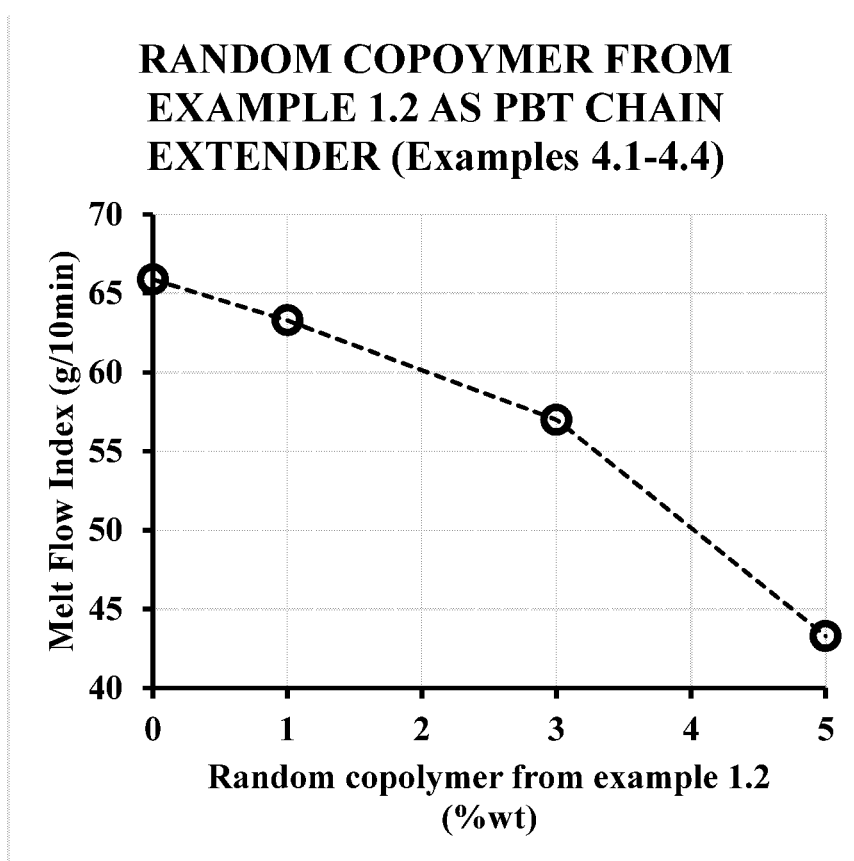 RANDOM COPOYMER FROM
EXAMPLE 1.2 AS PBT CHAIN
EXTENDER (Examples 4.1-4.4)
70
65
60
55
50
45
40
Melt Flow Index (g/10min)
0 1 2 3 4 5
Random copolymer from example 1.2
(%wt)